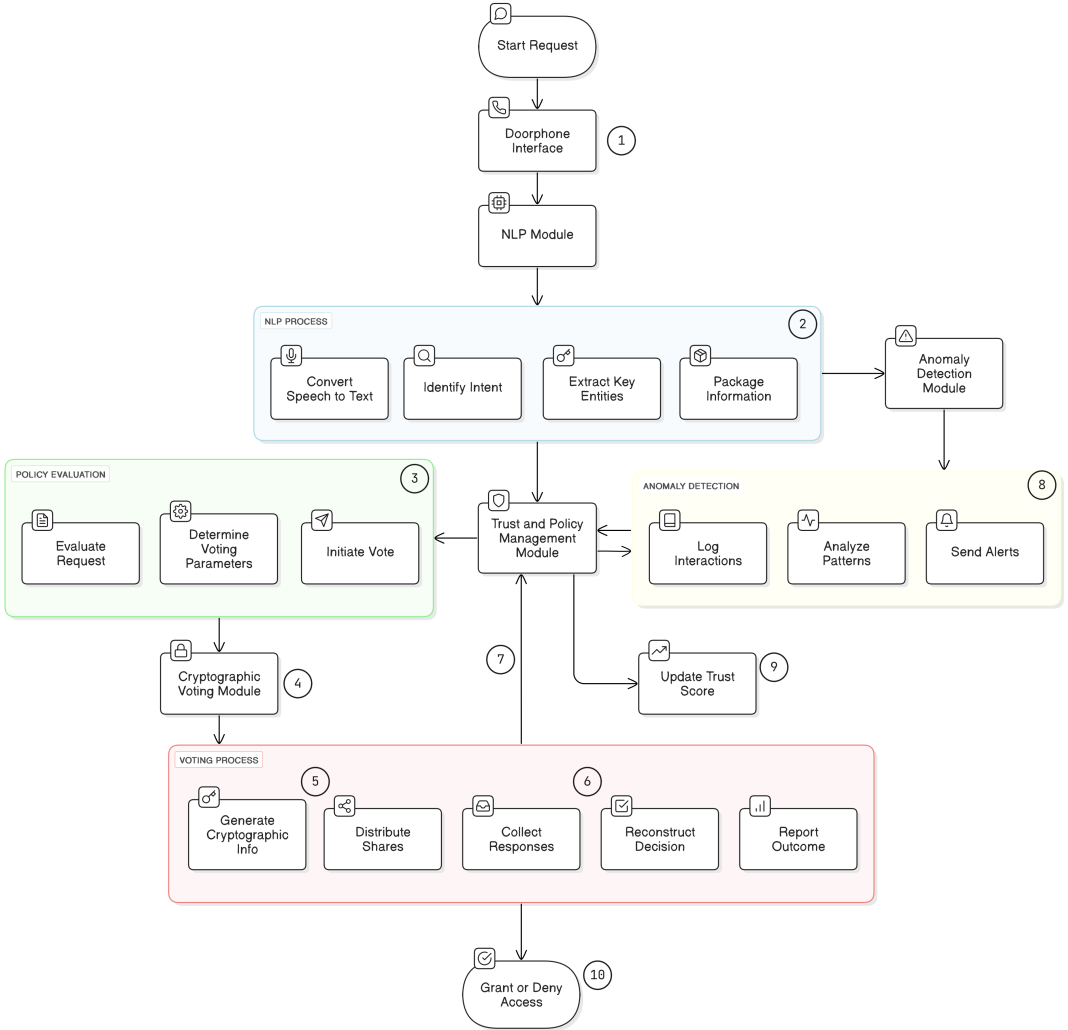 Start Request
Doorphone
Interface
1
NLP Module
NLP PROCESS
2
Convert
Speech to Text
Identify Intent
Extract Key
Entities
Package
Information
Anomaly
Detection
Module
POLICY EVALUATION
3
Evaluate
Request
Determine
Voting
Parameters
Initiate Vote
Trust and Policy
Management
Module
ANOMALY DETECTION
8
Log
Interactions
Analyze
Patterns
Send Alerts
Cryptographic
Voting Module
4
7
Update Trust
Score
9
VOTING PROCESS
5
6
Generate
Cryptographic
Info
Distribute
Shares
Collect
Responses
Reconstruct
Decision
Report
Outcome
Grant or Deny
Access
10